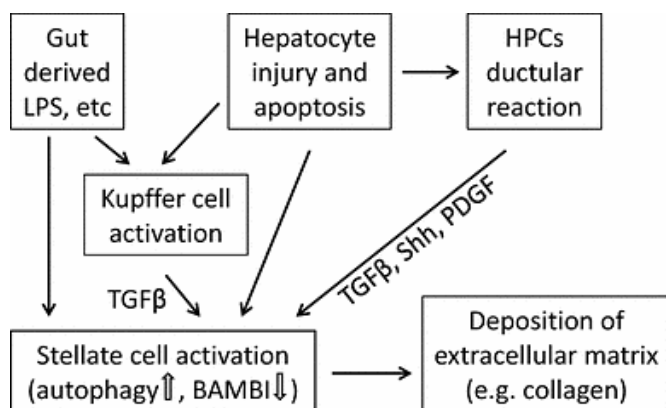 Gut
derived
LPS, etc
Hepatocyte
injury and
apoptosis
HPCs
ductular
reaction
Kupffer cell
activation
TGFβ
TGFβ, Shh, PDGF
Stellate cell activation
(autophagy⇧, BAMBI⇩)
Deposition of
extracellular matrix
(e.g. collagen)